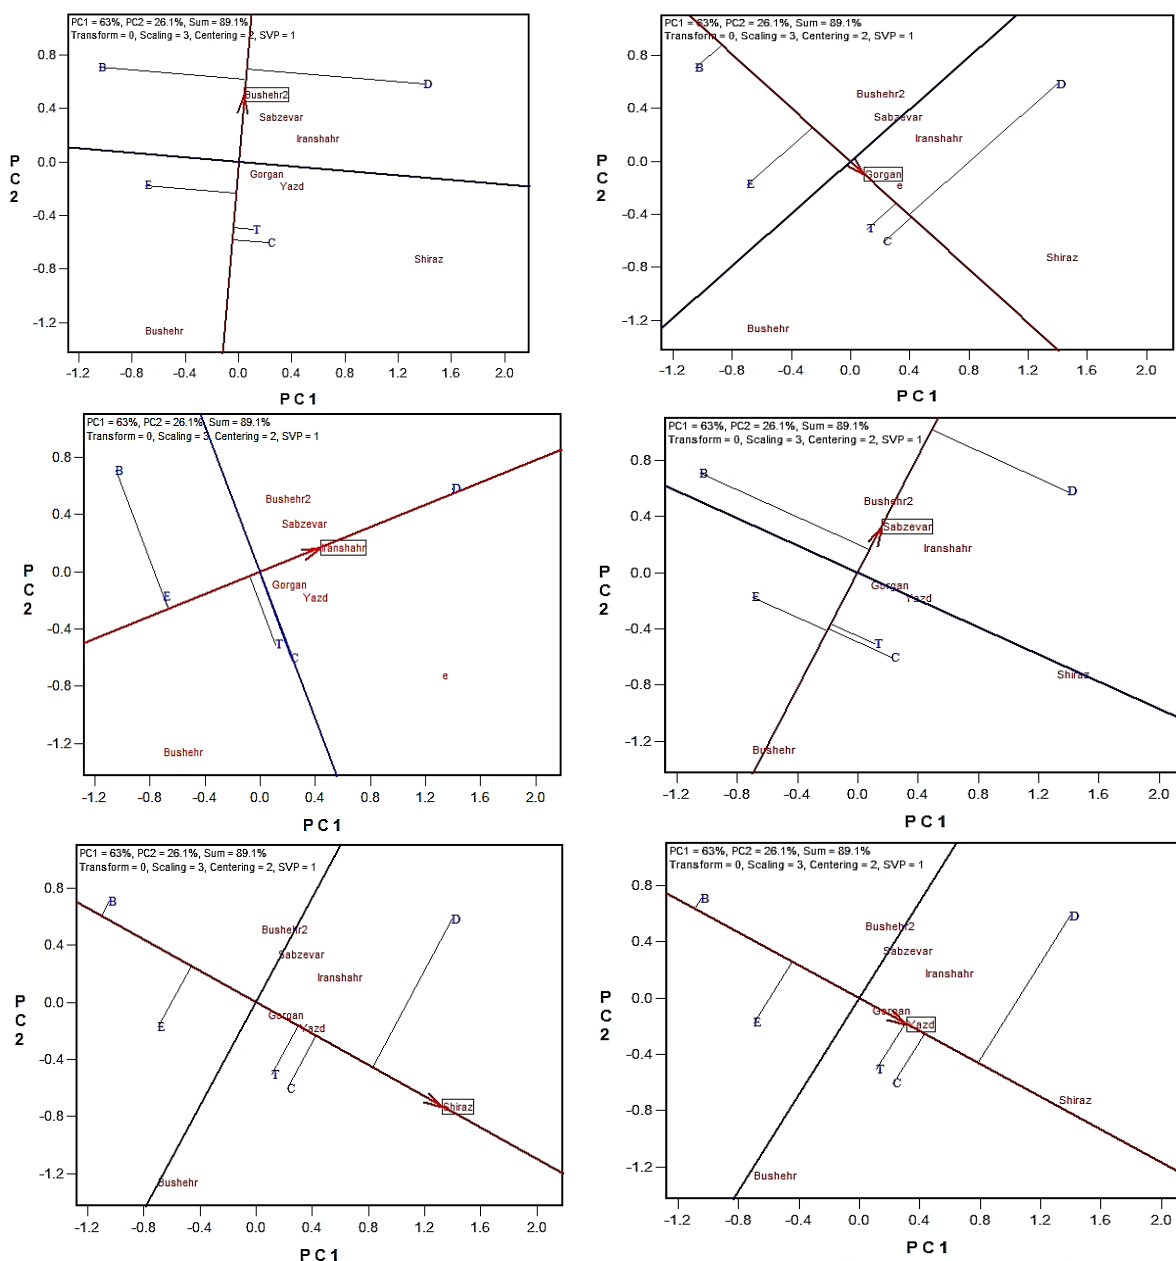 PC1 = 63%, PC2 = 26.1%, Sum = 89.1%
Transform = 0, Scaling = 3, Centering = 2, SVP = 1
0.8
0.4
0.0
-0.4
-0.8
-1.2
PC2
B
D
Bushehr2
Sabzevar
Iranshahr
Gorgan
Yazd
E
T
C
Shiraz
Bushehr
-1.2 -0.8 -0.4 0.0 0.4 0.8 1.2 1.6 2.0
PC1
PC1 = 63%, PC2 = 26.1%, Sum = 89.1%
Transform = 0, Scaling = 3, Centering = 2, SVP = 1
0.8
0.4
0.0
-0.4
-0.8
-1.2
PC2
B
D
Bushehr2
Sabzevar
Iranshahr
Gorgan
e
E
T
C
Shiraz
Bushehr
-1.2 -0.8 -0.4 0.0 0.4 0.8 1.2 1.6 2.0
PC1
PC1 = 63%, PC2 = 26.1%, Sum = 89.1%
Transform = 0, Scaling = 3, Centering = 2, SVP = 1
0.8
0.4
0.0
-0.4
-0.8
-1.2
PC2
B
D
Bushehr2
Sabzevar
Iranshahr
Gorgan
Yazd
E
T
C
e
Bushehr
-1.2 -0.8 -0.4 0.0 0.4 0.8 1.2 1.6 2.0
PC1
PC1 = 63%, PC2 = 26.1%, Sum = 89.1%
Transform = 0, Scaling = 3, Centering = 2, SVP = 1
0.8
0.4
0.0
-0.4
-0.8
-1.2
PC2
B
D
Bushehr2
Sabzevar
Iranshahr
Gorgan
Yazd
E
T
C
Shiraz
Bushehr
-1.2 -0.8 -0.4 0.0 0.4 0.8 1.2 1.6 2.0
PC1
PC1 = 63%, PC2 = 26.1%, Sum = 89.1%
Transform = 0, Scaling = 3, Centering = 2, SVP = 1
0.8
0.4
0.0
-0.4
-0.8
-1.2
PC2
B
D
Bushehr2
Sabzevar
Iranshahr
Gorgan
Yazd
E
T
C
Shiraz
Bushehr
-1.2 -0.8 -0.4 0.0 0.4 0.8 1.2 1.6 2.0
PC1
PC1 = 63%, PC2 = 26.1%, Sum = 89.1%
Transform = 0, Scaling = 3, Centering = 2, SVP = 1
0.8
0.4
0.0
-0.4
-0.8
-1.2
PC2
B
D
Bushehr2
Sabzevar
Iranshahr
Gorgan
Yazd
E
T
C
Shiraz
Bushehr
-1.2 -0.8 -0.4 0.0 0.4 0.8 1.2 1.6 2.0
PC1